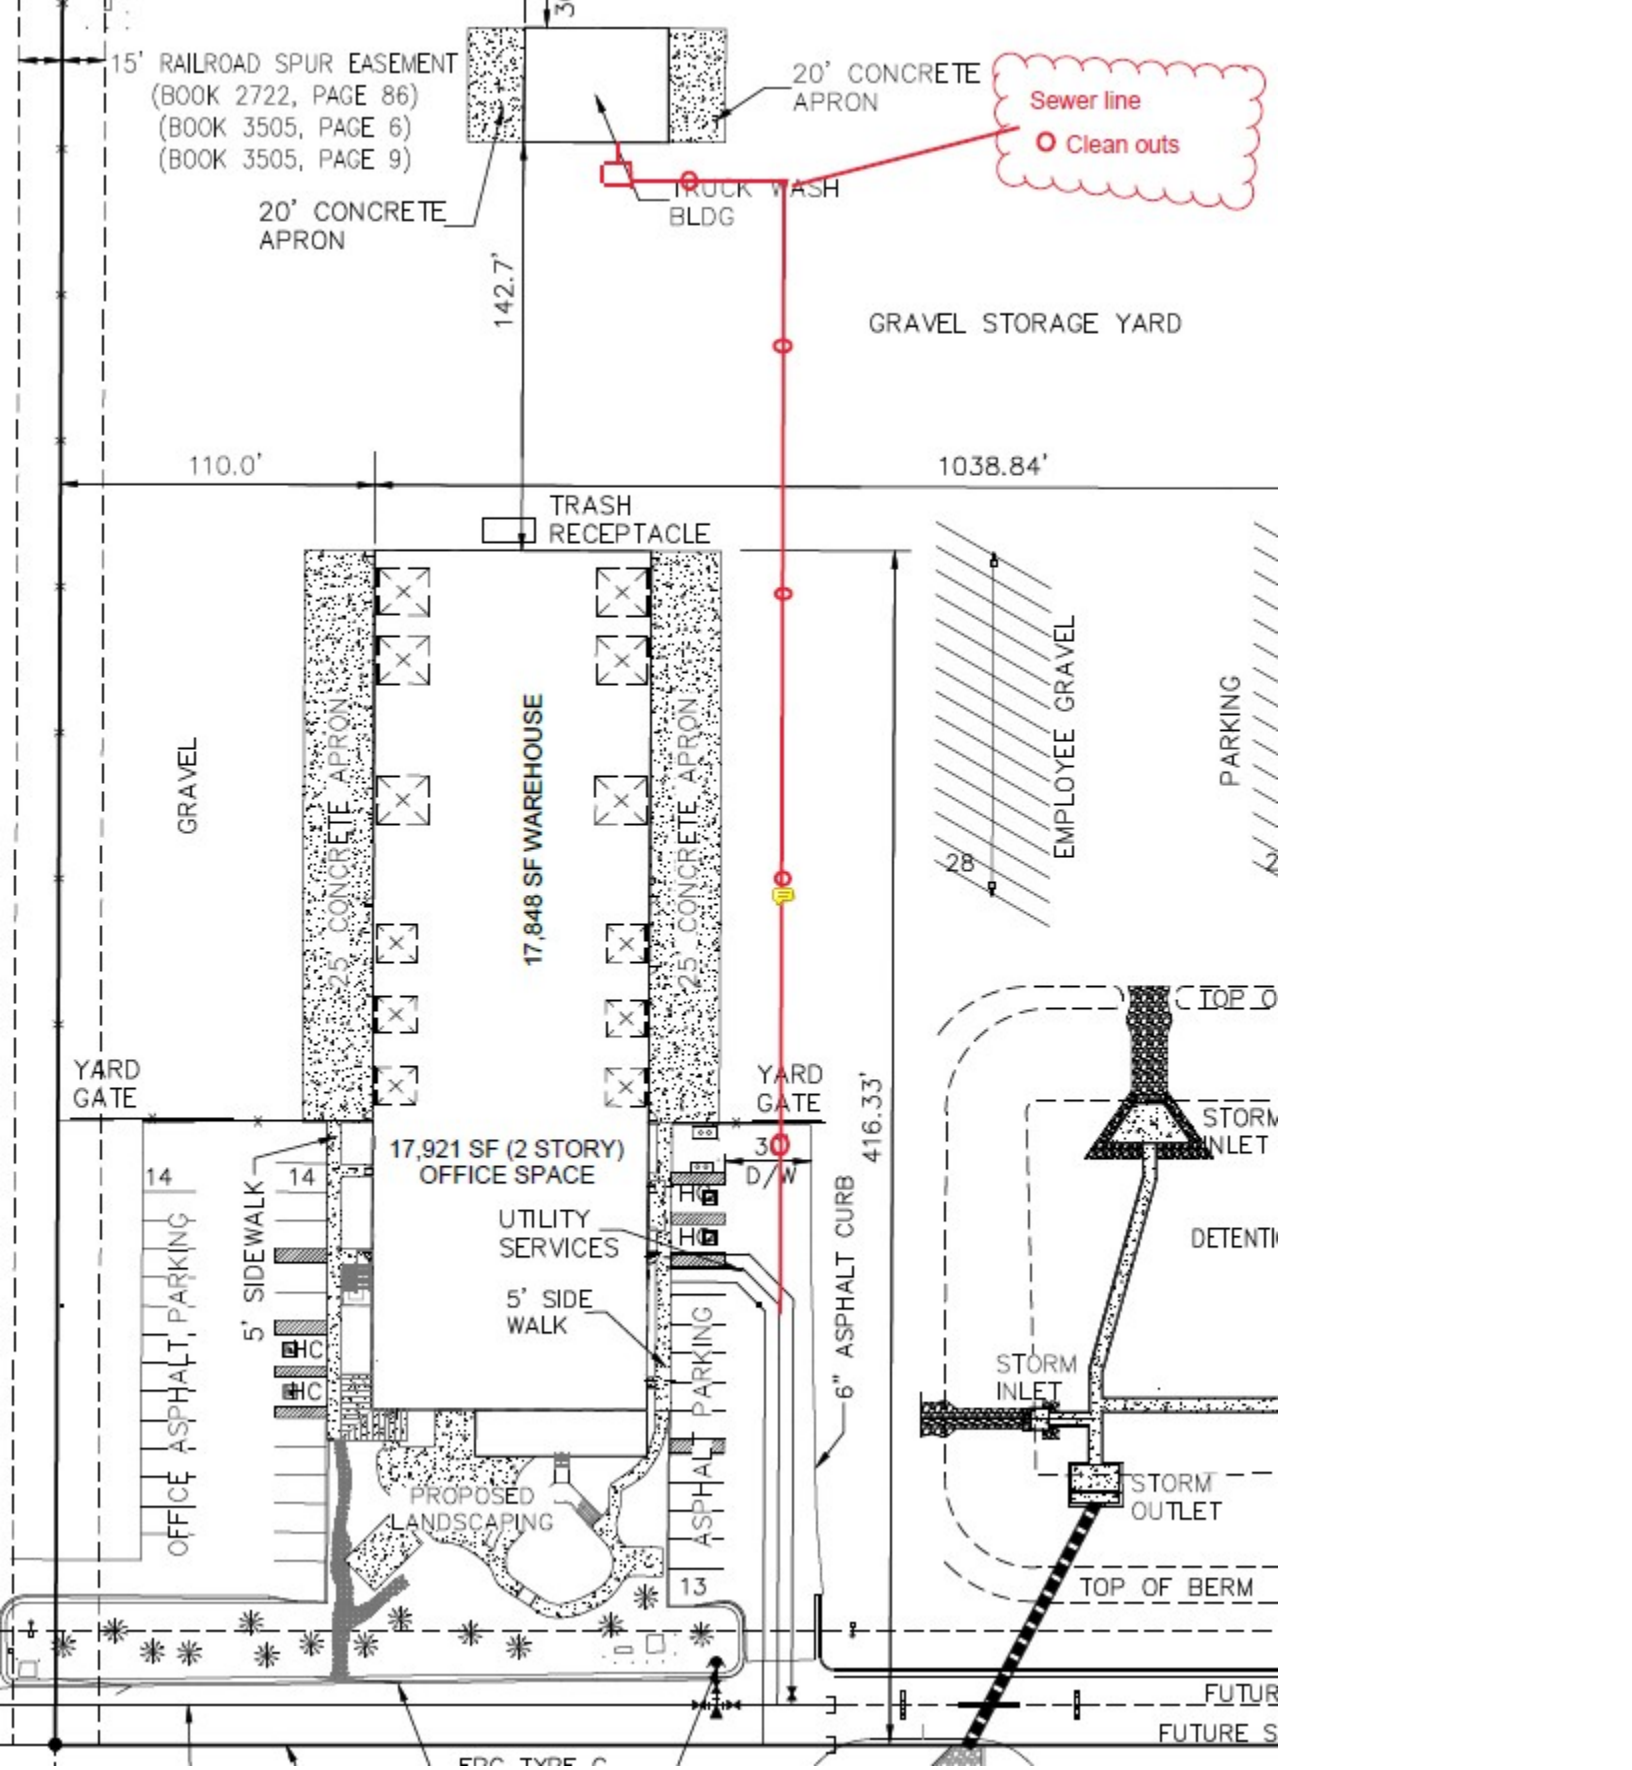 15' RAILROAD SPUR EASEMENT
(BOOK 2722, PAGE 86)
(BOOK 3505, PAGE 6)
(BOOK 3505, PAGE 9)
20' CONCRETE
APRON
20' CONCRETE
APRON
Sewer line
Clean outs
TRUCK WASH
BLDG
142.7'
GRAVEL STORAGE YARD
110.0'
1038.84'
TRASH
RECEPTACLE
GRAVEL
25' CONCRETE APRON
17,848 SF WAREHOUSE
25' CONCRETE APRON
EMPLOYEE GRAVEL
PARKING
28
2
YARD
GATE
YARD
GATE
416.33'
17,921 SF (2 STORY)
OFFICE SPACE
14
14
D/W
HC
HC
UTILITY
SERVICES
5' SIDEWALK
5' SIDE
WALK
6" ASPHALT CURB
OFFICE ASPHALT PARKING
ASPHALT PARKING
HC
HC
PROPOSED
LANDSCAPING
13
TOP O
STORM
INLET
DETENTI
STORM
INLET
STORM
OUTLET
TOP OF BERM
FUTUR
FUTURE S